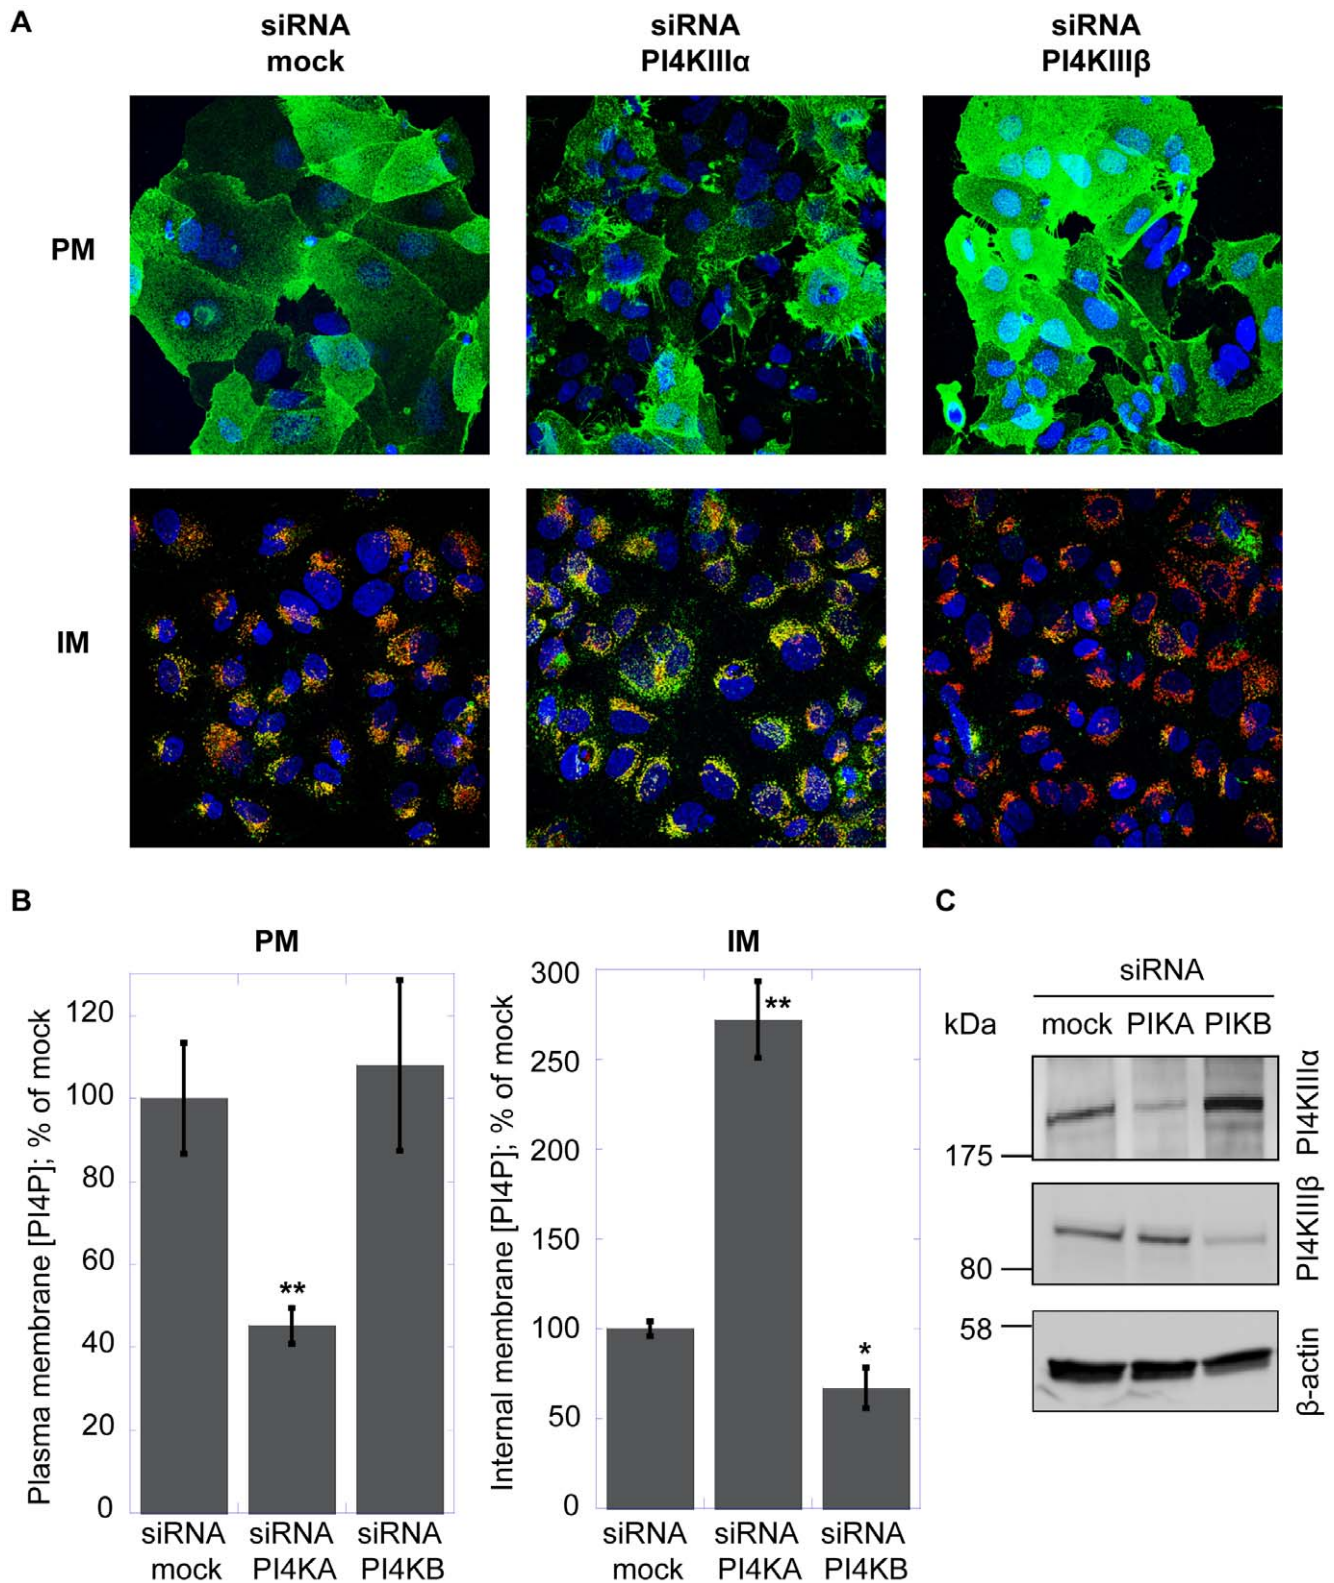 A
siRNA
mock
siRNA
PI4KIIIα
siRNA
PI4KIIIβ
PM
IM
B
PM
Plasma membrane [PI4P]; % of mock
120
100
80
60
40
20
0
**
siRNA
mock
siRNA
PI4KA
siRNA
PI4KB
IM
Internal membrane [PI4P]; % of mock
300
250
200
150
100
50
0
**
*
siRNA
mock
siRNA
PI4KA
siRNA
PI4KB
C
siRNA
kDa
mock PIKA PIKB
175
PI4KIIIα
80
PI4KIIIβ
58
β-actin